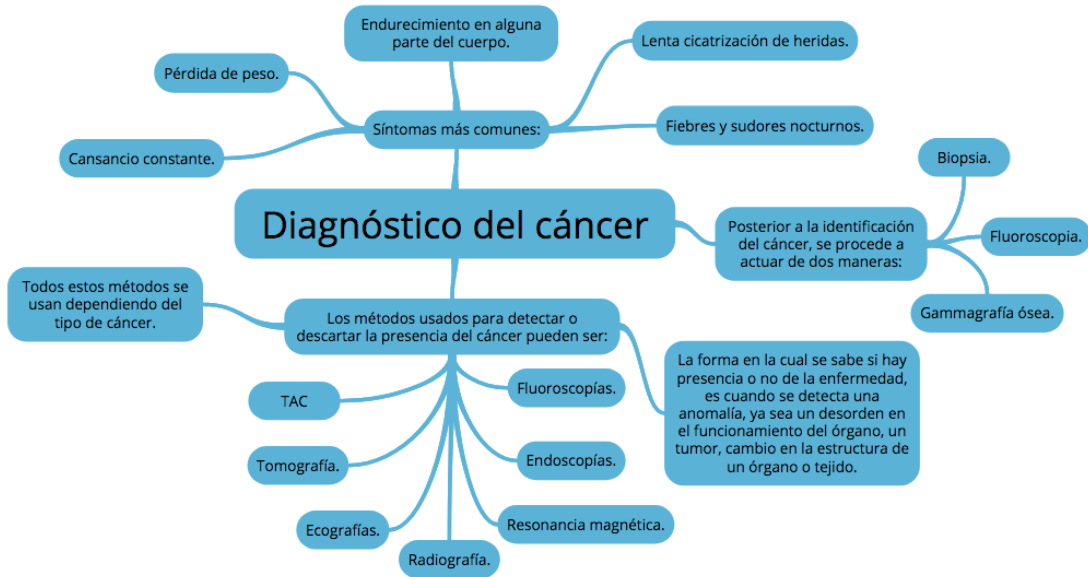 Endurecimiento en alguna
parte del cuerpo.
Lenta cicatrización de heridas.
Pérdida de peso.
Síntomas más comunes:
Fiebres y sudores nocturnos.
Cansancio constante.
Biopsia.
Diagnóstico del cáncer
Posterior a la identificación
del cáncer, se procede a
actuar de dos maneras:
Fluoroscopia.
Gammagrafía ósea.
Todos estos métodos se
usan dependiendo del
tipo de cáncer.
Los métodos usados para detectar o
descartar la presencia del cáncer pueden ser:
La forma en la cual se sabe si hay
presencia o no de la enfermedad,
es cuando se detecta una
anomalía, ya sea un desorden en
el funcionamiento del órgano, un
tumor, cambio en la estructura de
un órgano o tejido.
TAC
Fluoroscopías.
Tomografía.
Endoscopías.
Ecografías.
Resonancia magnética.
Radiografía.